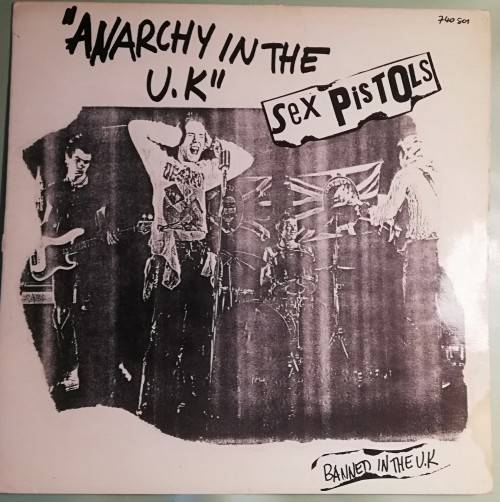 740 501
"ANARCHY IN THE
U.K"
SeX PiSTOLS
BANNED IN THE U.K